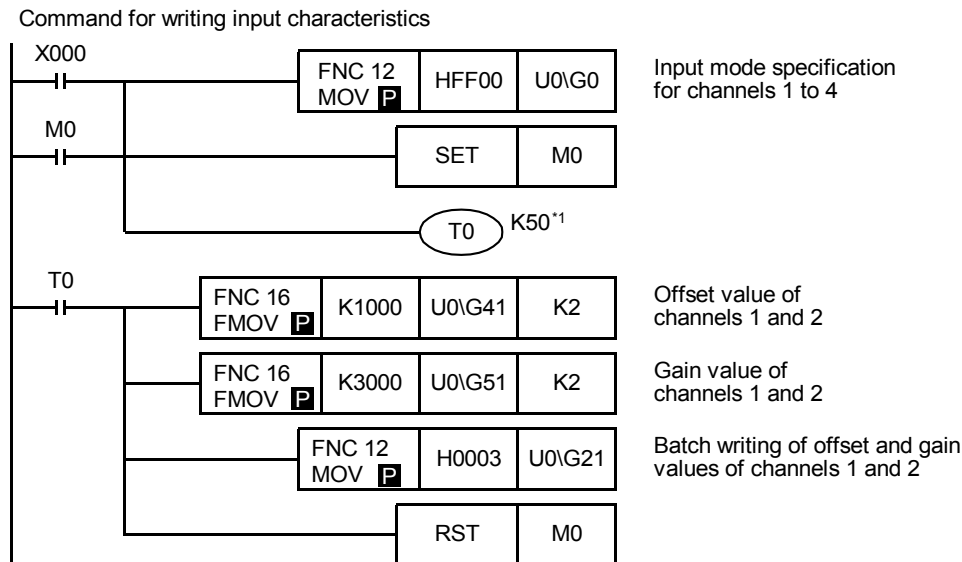 Command for writing input characteristics
X000
FNC 12 HFF00 U0\G0
MOV P
Input mode specification
for channels 1 to 4
M0
SET M0
T0 K50*1
T0
FNC 16 K1000 U0\G41 K2
FMOV P
Offset value of
channels 1 and 2
FNC 16 K3000 U0\G51 K2
FMOV P
Gain value of
channels 1 and 2
FNC 12 H0003 U0\G21
MOV P
Batch writing of offset and gain
values of channels 1 and 2
RST M0